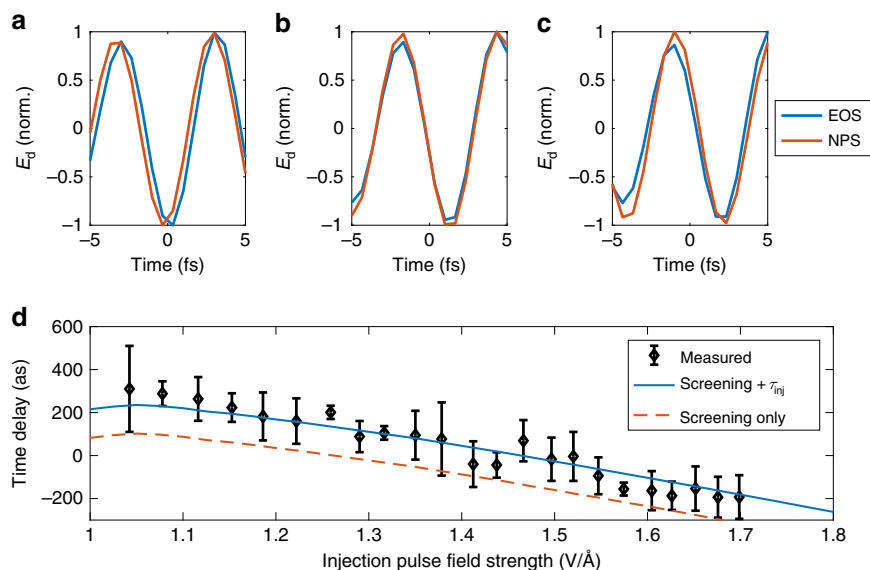 a
b
c
1
0.5
0
−0.5
−1
E_d (norm.)
−5
0
5
Time (fs)
1
0.5
0
−0.5
−1
E_d (norm.)
−5
0
5
Time (fs)
1
0.5
0
−0.5
−1
E_d (norm.)
−5
0
5
Time (fs)
EOS
NPS
d
600
400
200
0
−200
Time delay (as)
Measured
Screening + τ_inj
Screening only
1
1.1
1.2
1.3
1.4
1.5
1.6
1.7
1.8
Injection pulse field strength (V/Å)